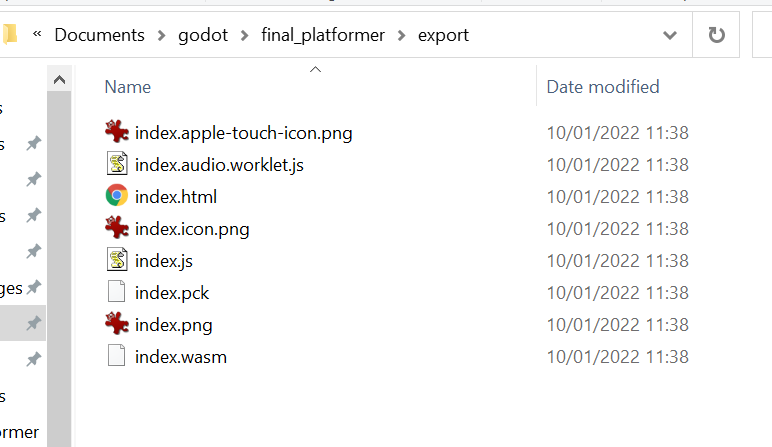 « Documents > godot > final_platformer > export
Name Date modified
index.apple-touch-icon.png 10/01/2022 11:38
index.audio.worklet.js 10/01/2022 11:38
index.html 10/01/2022 11:38
index.icon.png 10/01/2022 11:38
index.js 10/01/2022 11:38
index.pck 10/01/2022 11:38
index.png 10/01/2022 11:38
index.wasm 10/01/2022 11:38